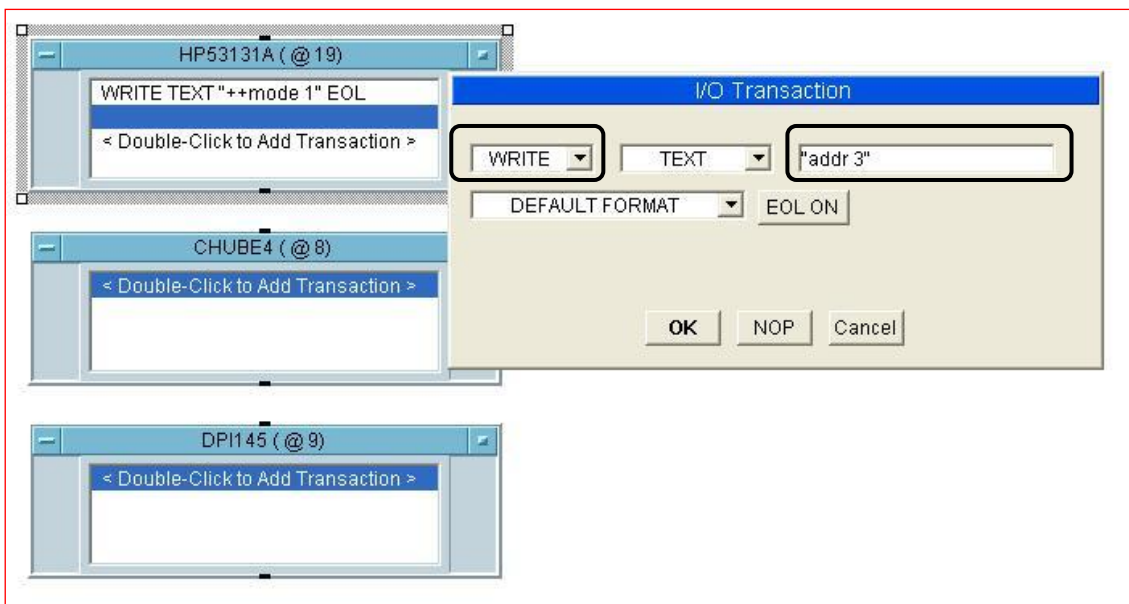 HP53131A ( @ 19)
WRITE TEXT "++mode 1" EOL
< Double-Click to Add Transaction >
I/O Transaction
WRITE TEXT "addr 3"
DEFAULT FORMAT EOL ON
OK NOP Cancel
CHUBE4 ( @ 8)
< Double-Click to Add Transaction >
DPI145 ( @ 9)
< Double-Click to Add Transaction >